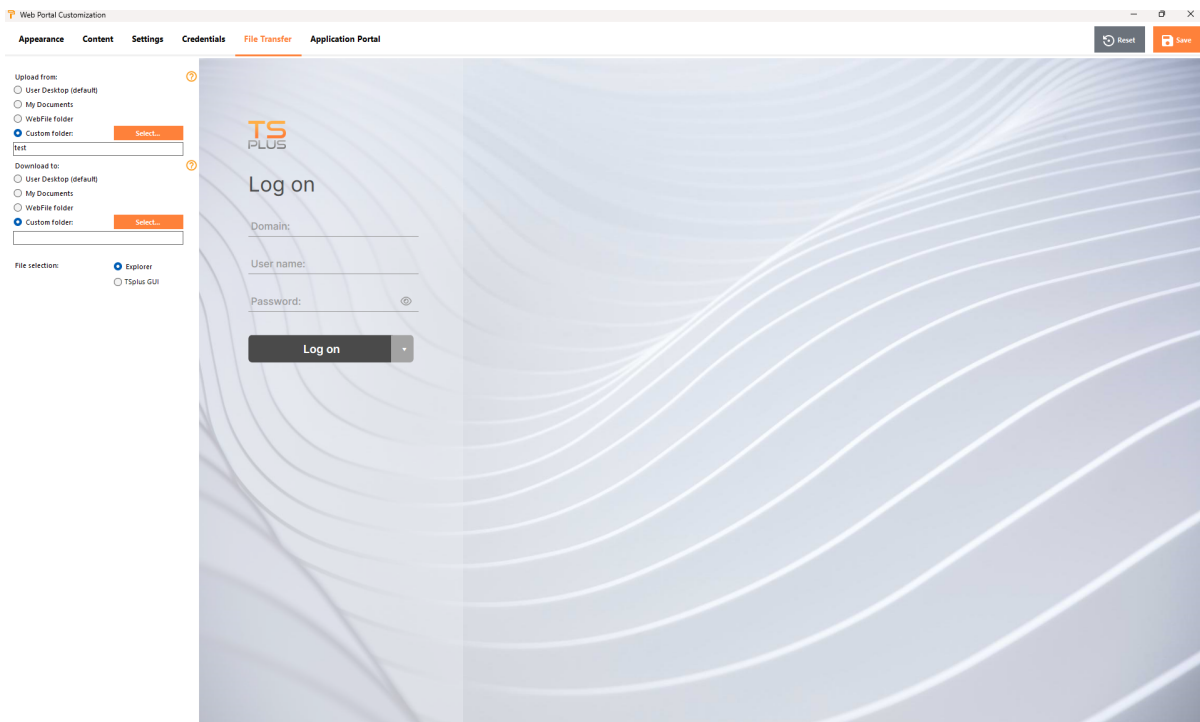 Web Portal Customization
Appearance Content Settings Credentials File Transfer Application Portal Reset Save
Upload from:
User Desktop (default)
My Documents
WebFile folder
Custom folder: Select...
test
Download to:
User Desktop (default)
My Documents
WebFile folder
Custom folder: Select...
File selection: Explorer
TSplus GUI
TS
PLUS
Log on
Domain:
User name:
Password:
Log on